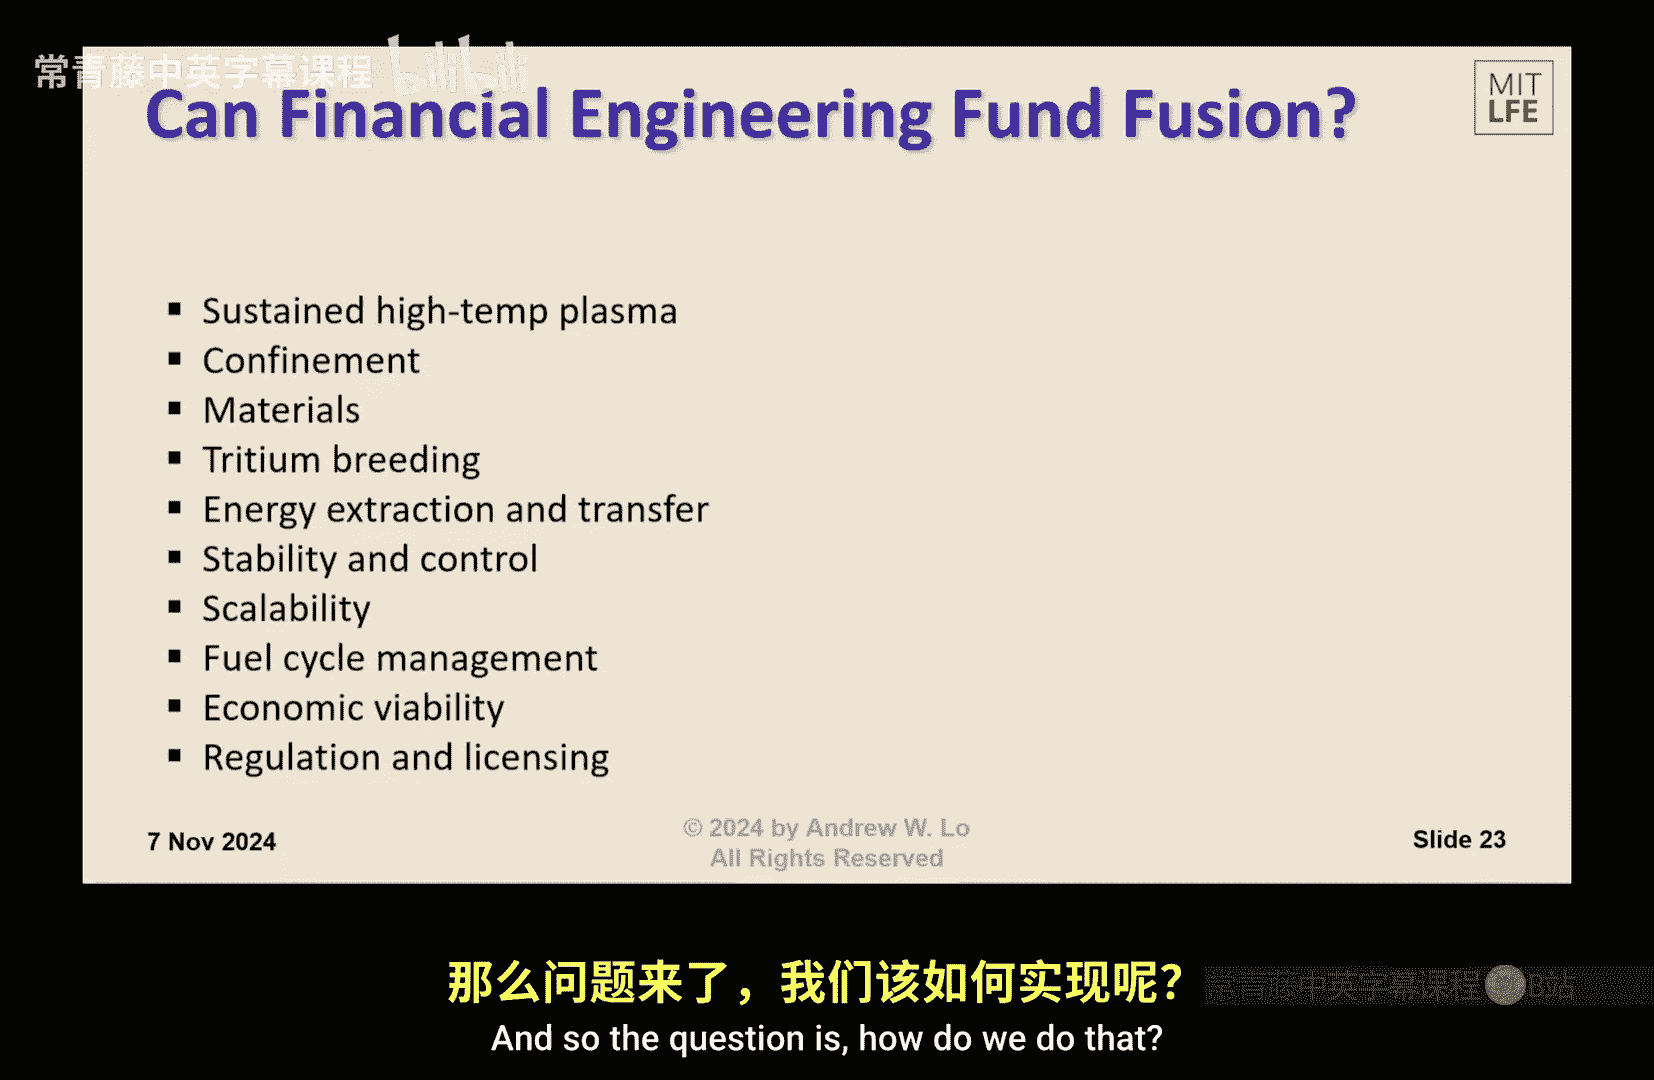 常青藤中英字幕课程 bilibili
Can Financial Engineering Fund Fusion?
MIT
LFE
▪ Sustained high-temp plasma
▪ Confinement
▪ Materials
▪ Tritium breeding
▪ Energy extraction and transfer
▪ Stability and control
▪ Scalability
▪ Fuel cycle management
▪ Economic viability
▪ Regulation and licensing
7 Nov 2024
© 2024 by Andrew W. Lo
All Rights Reserved
Slide 23
那么问题来了，我们该如何实现呢？
常青藤中英字幕课程 B站
And so the question is, how do we do that?